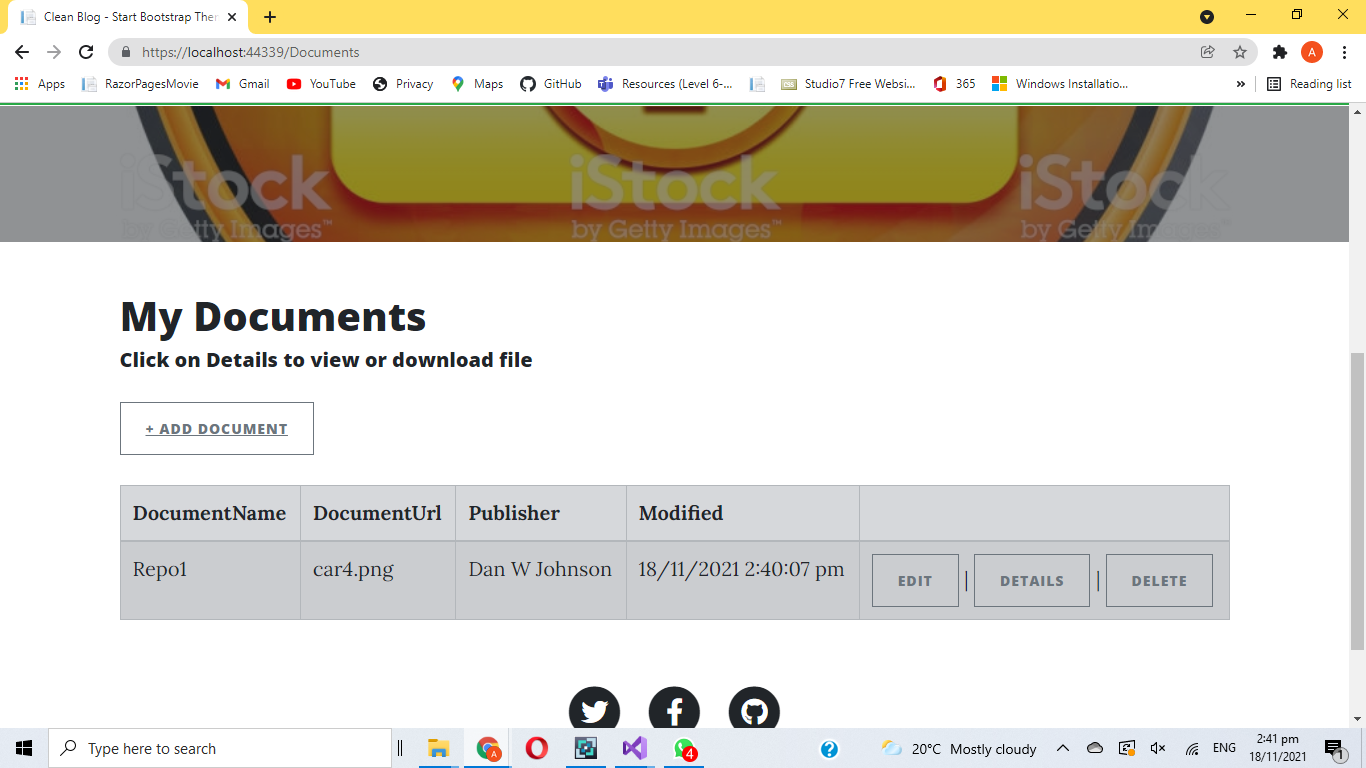 Clean Blog - Start Bootstrap Ther
https://localhost:44339/Documents
A
Apps
RazorPagesMovie
Gmail
YouTube
Privacy
Maps
GitHub
Resources (Level 6-...
Studio7 Free Websi...
365
Windows Installatio...
»
Reading list
iStock iStock iStock
by Getty Images™ by Getty Images™ by Getty Images™
My Documents
Click on Details to view or download file
+ ADD DOCUMENT
DocumentName DocumentUrl Publisher Modified
Repo1 car4.png Dan W Johnson 18/11/2021 2:40:07 pm EDIT | DETAILS | DELETE
Type here to search
A
4
?
20°C Mostly cloudy
ENG
2:41 pm
18/11/2021
1